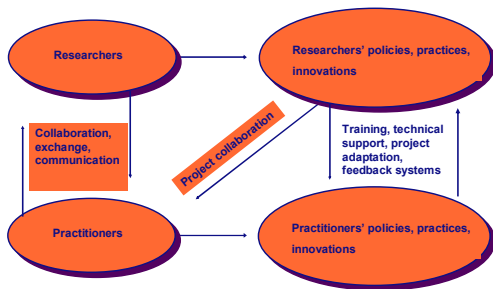 Researchers
Researchers' policies, practices,
innovations
Collaboration,
exchange,
communication
Project collaboration
Training, technical
support, project
adaptation,
feedback systems
Practitioners
Practitioners' policies, practices,
innovations